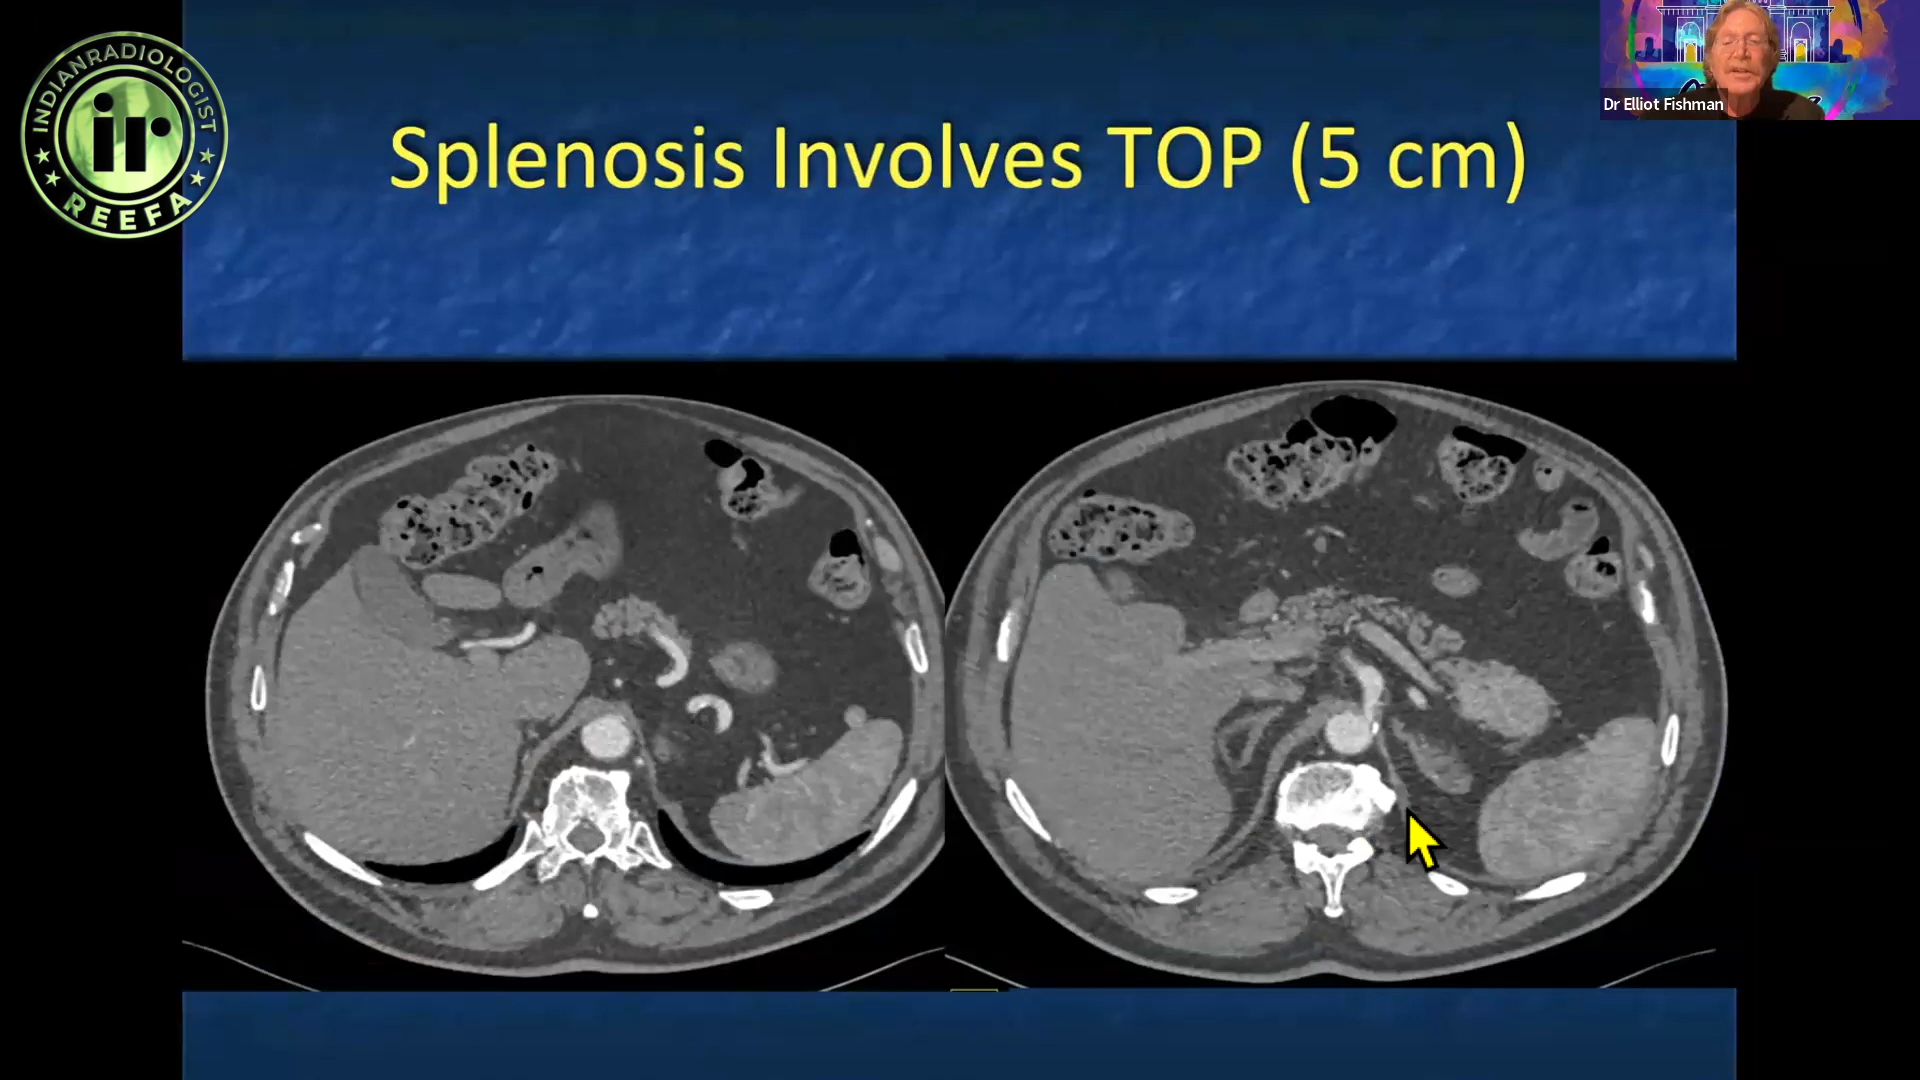 INDIANRADIOLOGIST
ir
REEFA
Dr Elliot Fishman
Splenosis Involves TOP (5 cm)